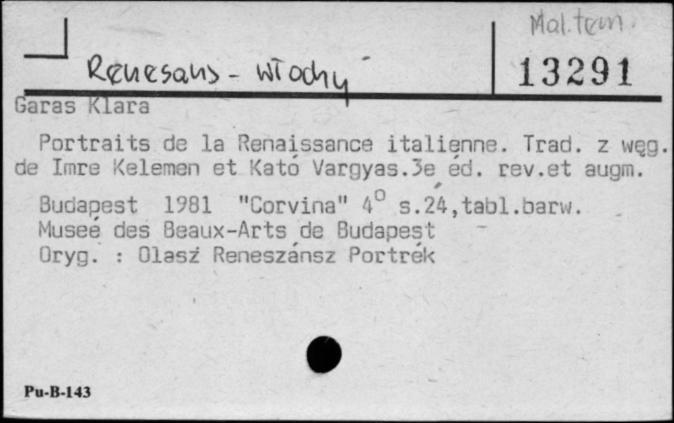 Mal. tem.
Renesans - Włochy
13291
Garas Klara
Portraits de la Renaissance italienne. Trad. z węg.
de Imre Kelemen et Kató Vargyas.3e éd. rev.et augm.
Budapest 1981 "Corvina" 4° s.24,tabl.barw.
Museé des Beaux-Arts de Budapest
Oryg. : Olasź Reneszánsz Portrék
Pu-B-143